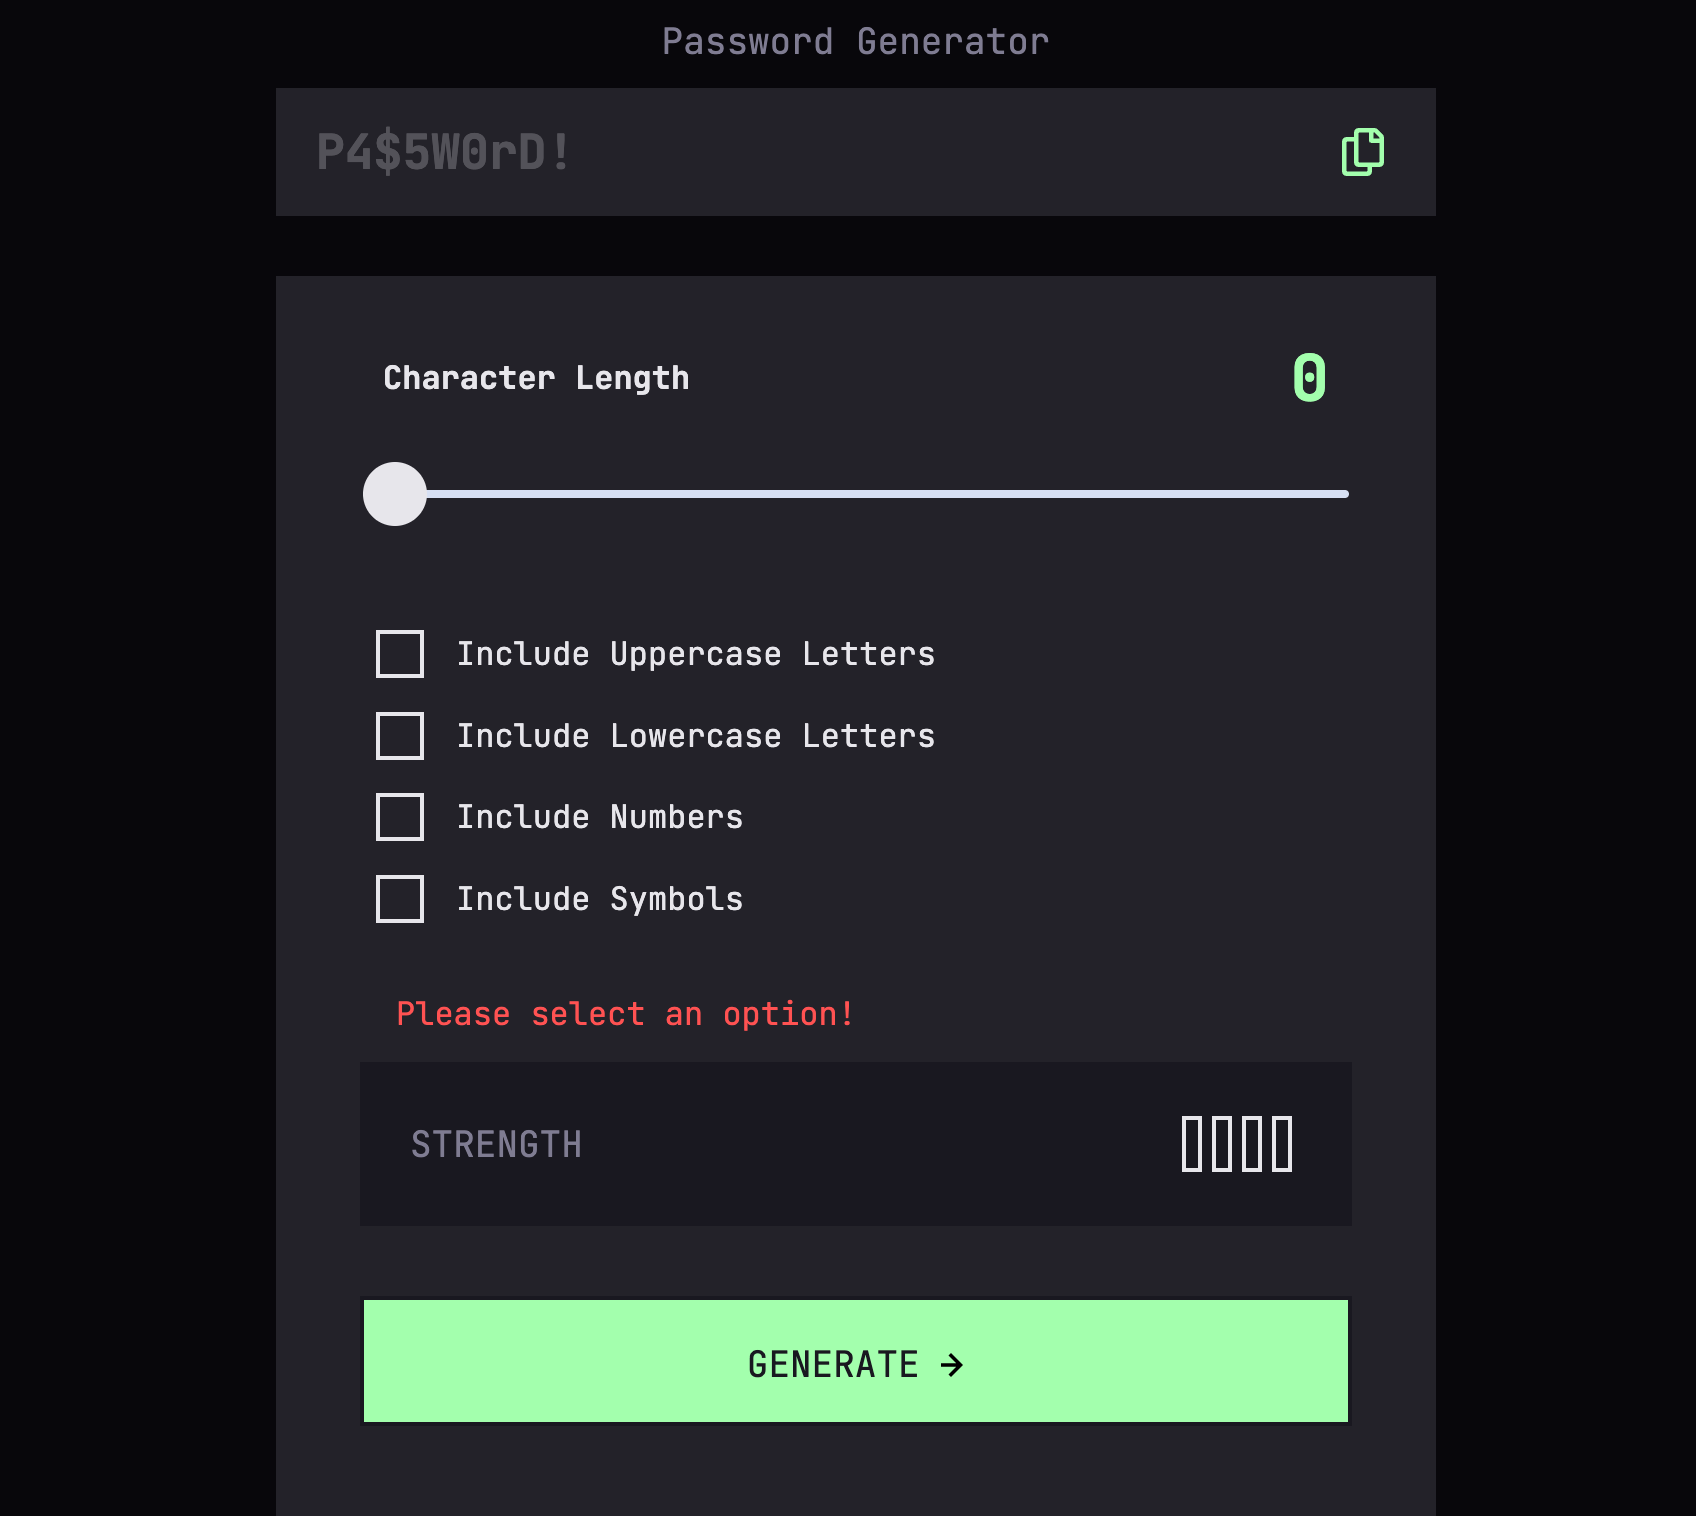 Password Generator
P4$5W0rD!
Character Length
0
Include Uppercase Letters
Include Lowercase Letters
Include Numbers
Include Symbols
Please select an option!
STRENGTH
GENERATE →